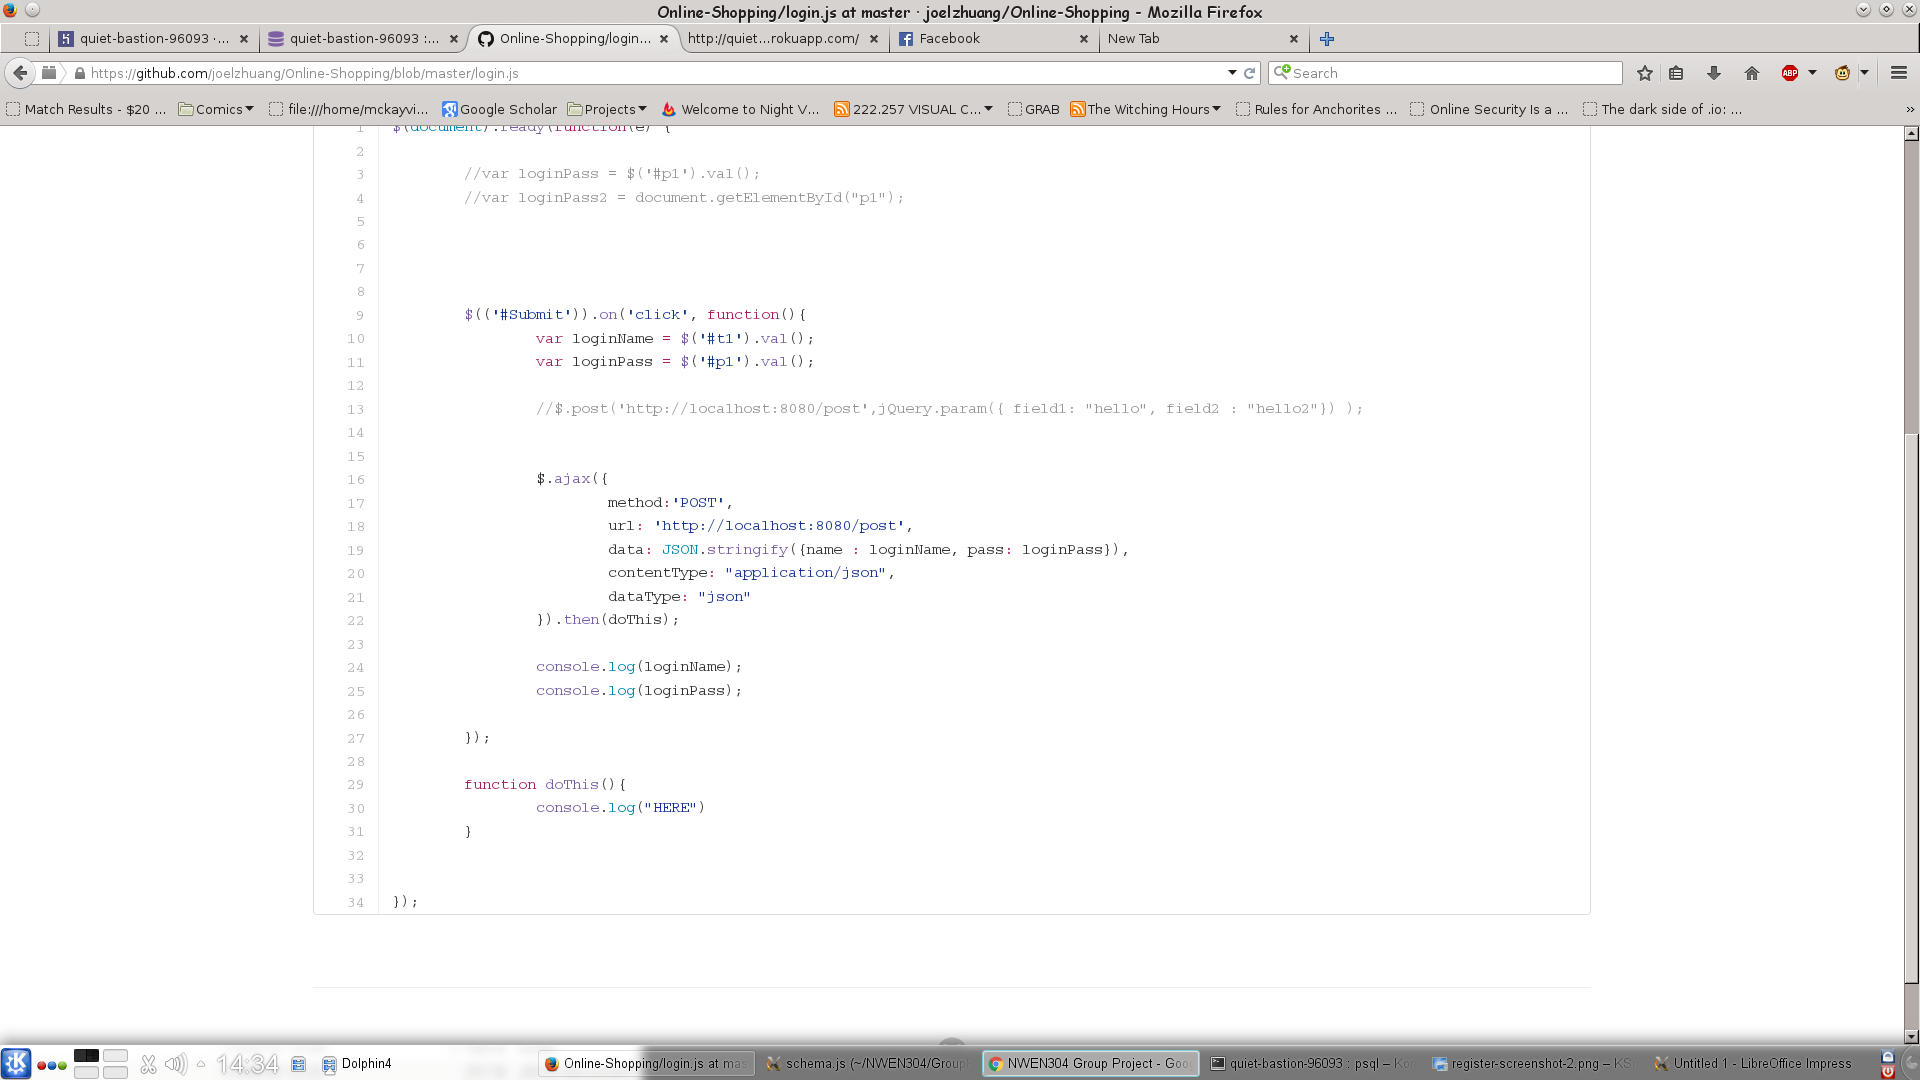 Online-Shopping/login.js at master · joelzhuang/Online-Shopping - Mozilla Firefox
quiet-bastion-96093 ·...
quiet-bastion-96093 :...
Online-Shopping/login...
http://quiet...rokuapp.com/
Facebook
New Tab
https://github.com/joelzhuang/Online-Shopping/blob/master/login.js
Search
ABP
Match Results - $20 ...
Comics
file:///home/mckayvi...
Google Scholar
Projects
Welcome to Night V...
222.257 VISUAL C...
GRAB
The Witching Hours
Rules for Anchorites ...
Online Security Is a ...
The dark side of .io: ...
1 $(document).ready(function(e) {
2
3 //var loginPass = $('#p1').val();
4 //var loginPass2 = document.getElementById("p1");
5
6
7
8
9 $(('#Submit')).on('click', function(){
10 var loginName = $('#t1').val();
11 var loginPass = $('#p1').val();
12
13 //$.post('http://localhost:8080/post',jQuery.param({ field1: "hello", field2 : "hello2"}) );
14
15
16 $.ajax({
17 method:'POST',
18 url: 'http://localhost:8080/post',
19 data: JSON.stringify({name : loginName, pass: loginPass}),
20 contentType: "application/json",
21 dataType: "json"
22 }).then(doThis);
23
24 console.log(loginName);
25 console.log(loginPass);
26
27 });
28
29 function doThis(){
30 console.log("HERE")
31 }
32
33
34 });
14:34
Dolphin4
Online-Shopping/login.js at mas
schema.js (~/NWEN304/Group
NWEN304 Group Project - Goo
quiet-bastion-96093 : psql – Ko
register-screenshot-2.png – KS
Untitled 1 - LibreOffice Impress